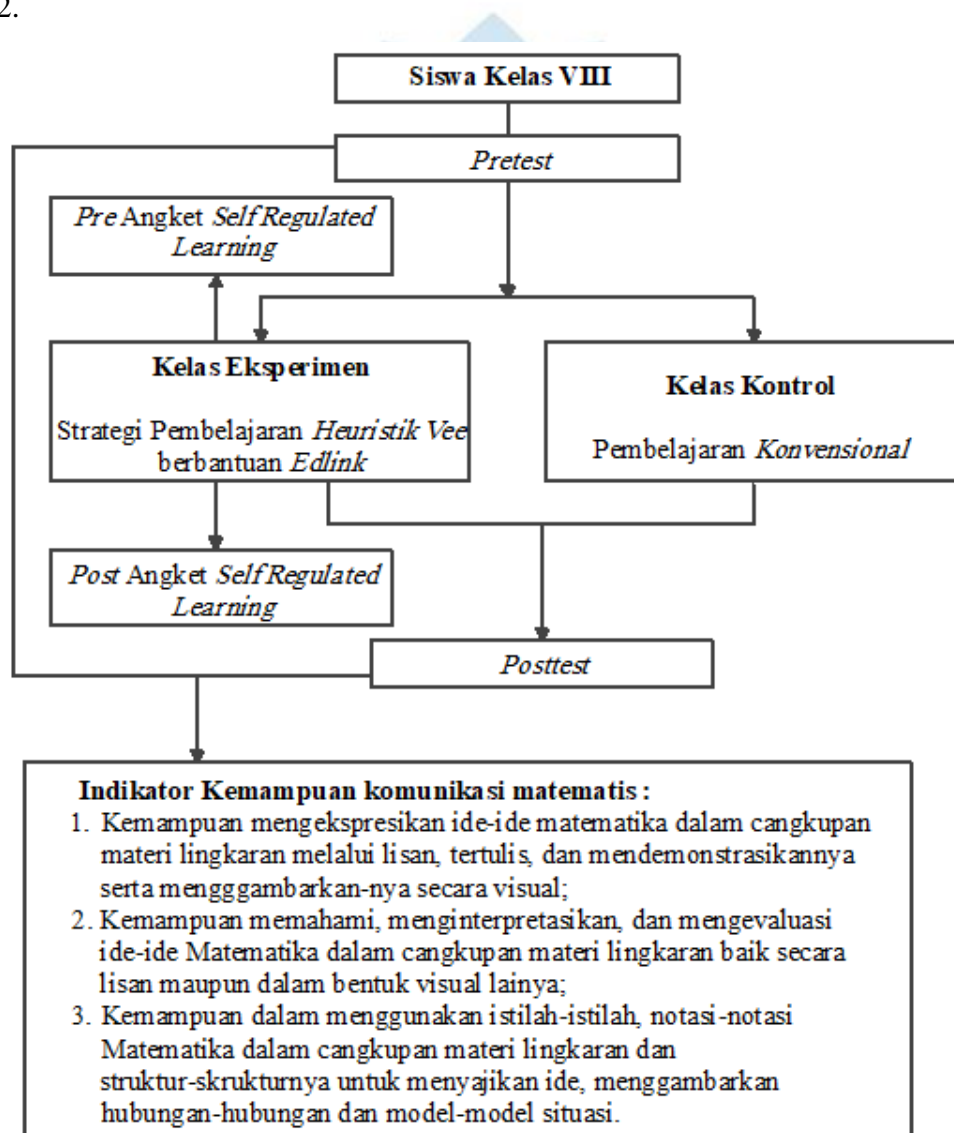 2.
Siswa Kelas VIII
Pretest
Pre Angket Self Regulated
Learning
Kelas Eksperimen
Strategi Pembelajaran Heuristik Vee
berbantuan Edlink
Kelas Kontrol
Pembelajaran Konvensional
Post Angket Self Regulated
Learning
Posttest
Indikator Kemampuan komunikasi matematis :
1. Kemampuan mengekspresikan ide-ide matematika dalam cangkupan
materi lingkaran melalui lisan, tertulis, dan mendemonstrasikannya
serta mengggambarkan-nya secara visual;
2. Kemampuan memahami, menginterpretasikan, dan mengevaluasi
ide-ide Matematika dalam cangkupan materi lingkaran baik secara
lisan maupun dalam bentuk visual lainya;
3. Kemampuan dalam menggunakan istilah-istilah, notasi-notasi
Matematika dalam cangkupan materi lingkaran dan
struktur-skrukturnya untuk menyajikan ide, menggambarkan
hubungan-hubungan dan model-model situasi.